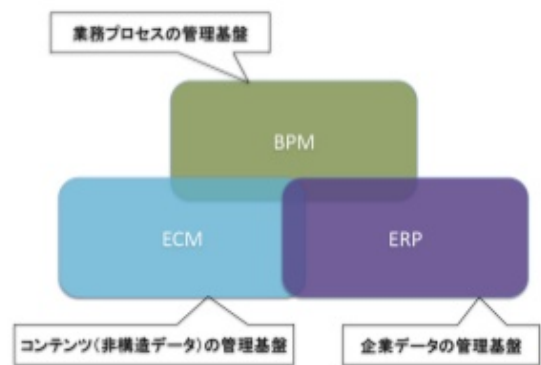 業務プロセスの管理基盤
BPM
ECM
ERP
コンテンツ(非構造データ)の管理基盤
企業データの管理基盤